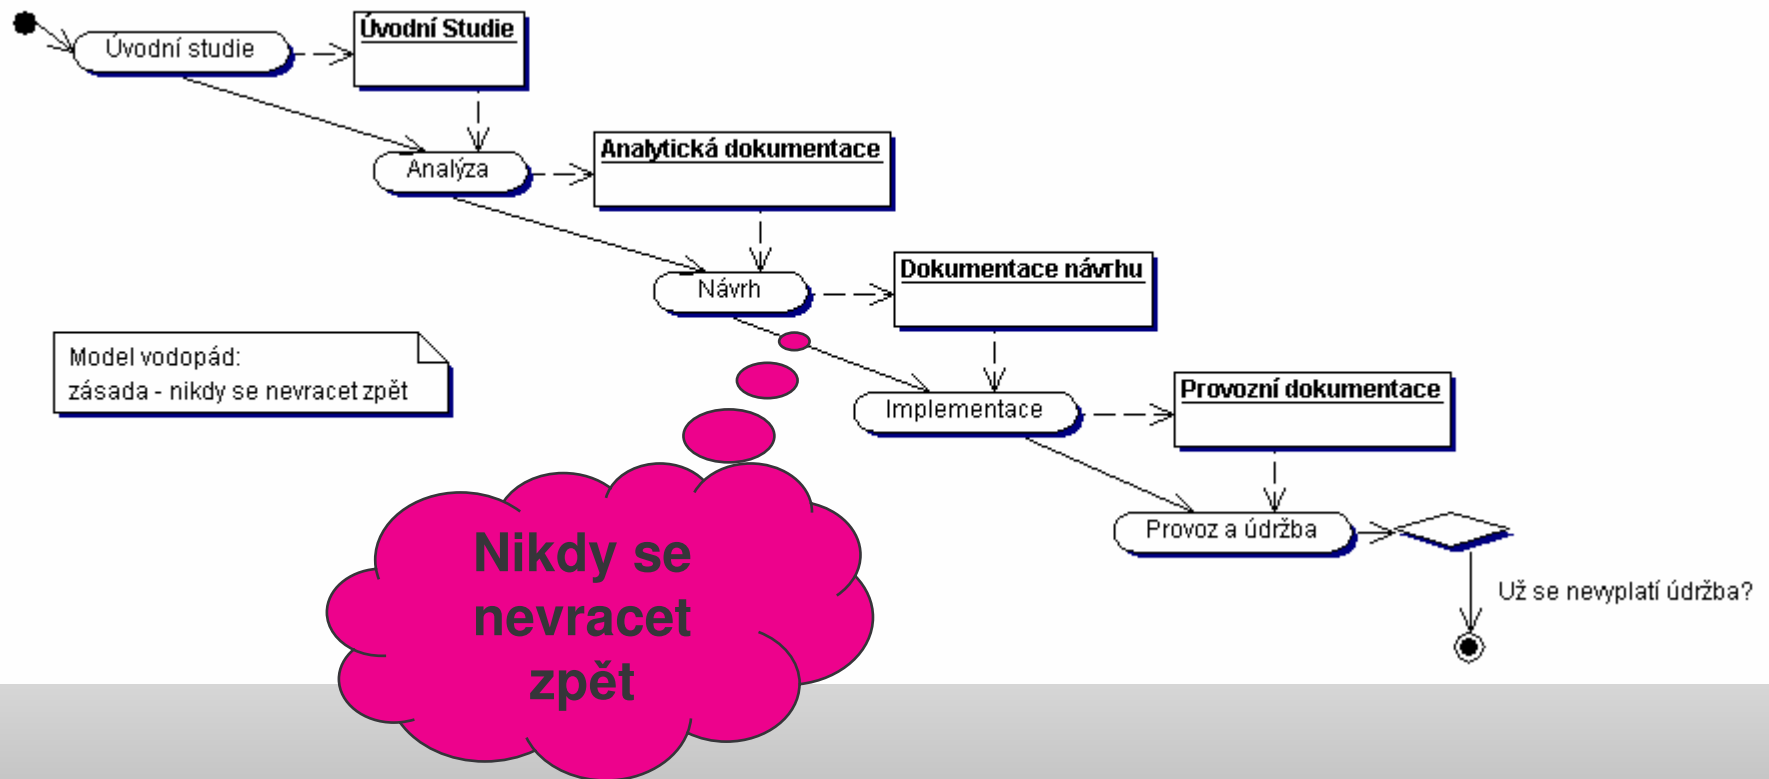 Úvodní studie
Úvodní Studie
Analýza
Analytická dokumentace
Návrh
Dokumentace návrhu
Model vodopád:
zásada - nikdy se nevracet zpět
Implementace
Provozní dokumentace
Provoz a údržba
Už se nevyplatí údržba?
Nikdy se
nevracet
zpět